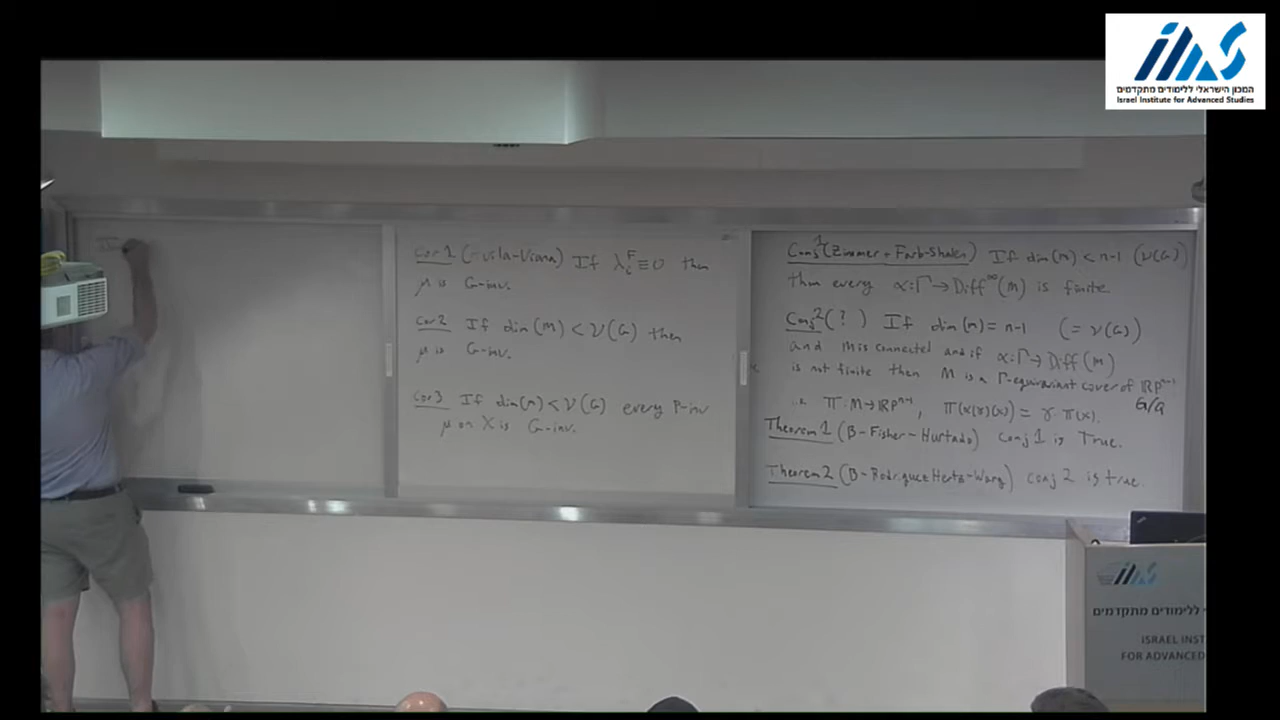 המכון הישראלי ללימודים מתקדמים
Israel Institute for Advanced Studies
Cor 1 (Avila-Viana) If λᵢᶠ ≡ 0 then
μ is G-inv.
Cor 2 If dim(M) < ν(G) then
μ is G-inv.
Cor 3 If dim(M) < ν(G) every P-inv
μ on X is G-inv.
Conj 1 (Zimmer + Farb-Shalen) If dim(M) < n-1 (ν(G))
then every α: Γ → Diff^∞(M) is finite
Conj 2 (?) If dim(M) = n-1 (= ν(G))
and M is connected and if α: Γ → Diff(M)
is not finite then M is a Γ-equivariant cover of ℝP^{n-1}
G/Q
i.e. π: M → ℝP^{n-1}, π(α(γ)(x)) = γ · π(x).
Theorem 1 (B-Fisher-Hurtado) conj 1 is True.
Theorem 2 (B-Rodriguez Hertz-Wang) conj 2 is true.
ללימודים מתקדמים
ISRAEL INST
FOR ADVANCED